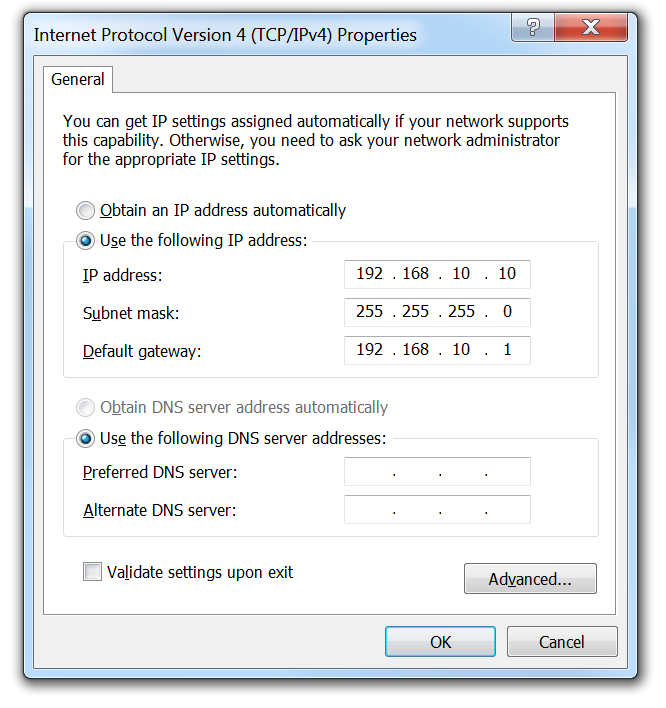 Internet Protocol Version 4 (TCP/IPv4) Properties
?
General
You can get IP settings assigned automatically if your network supports
this capability. Otherwise, you need to ask your network administrator
for the appropriate IP settings.
Obtain an IP address automatically
Use the following IP address:
IP address: 192 . 168 . 10 . 10
Subnet mask: 255 . 255 . 255 . 0
Default gateway: 192 . 168 . 10 . 1
Obtain DNS server address automatically
Use the following DNS server addresses:
Preferred DNS server: . . .
Alternate DNS server: . . .
Validate settings upon exit
Advanced...
OK Cancel